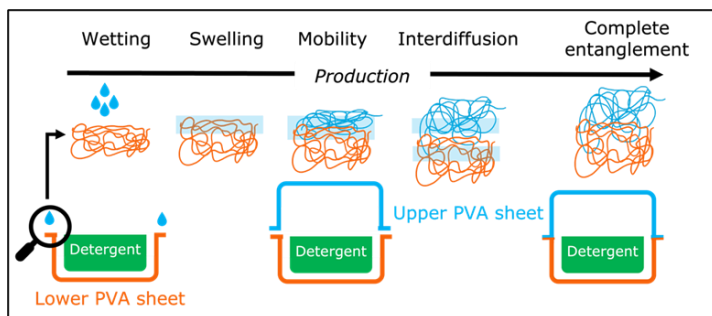 Wetting
Swelling
Mobility
Interdiffusion
Complete
entanglement
Production
Upper PVA sheet
Detergent
Detergent
Detergent
Lower PVA sheet